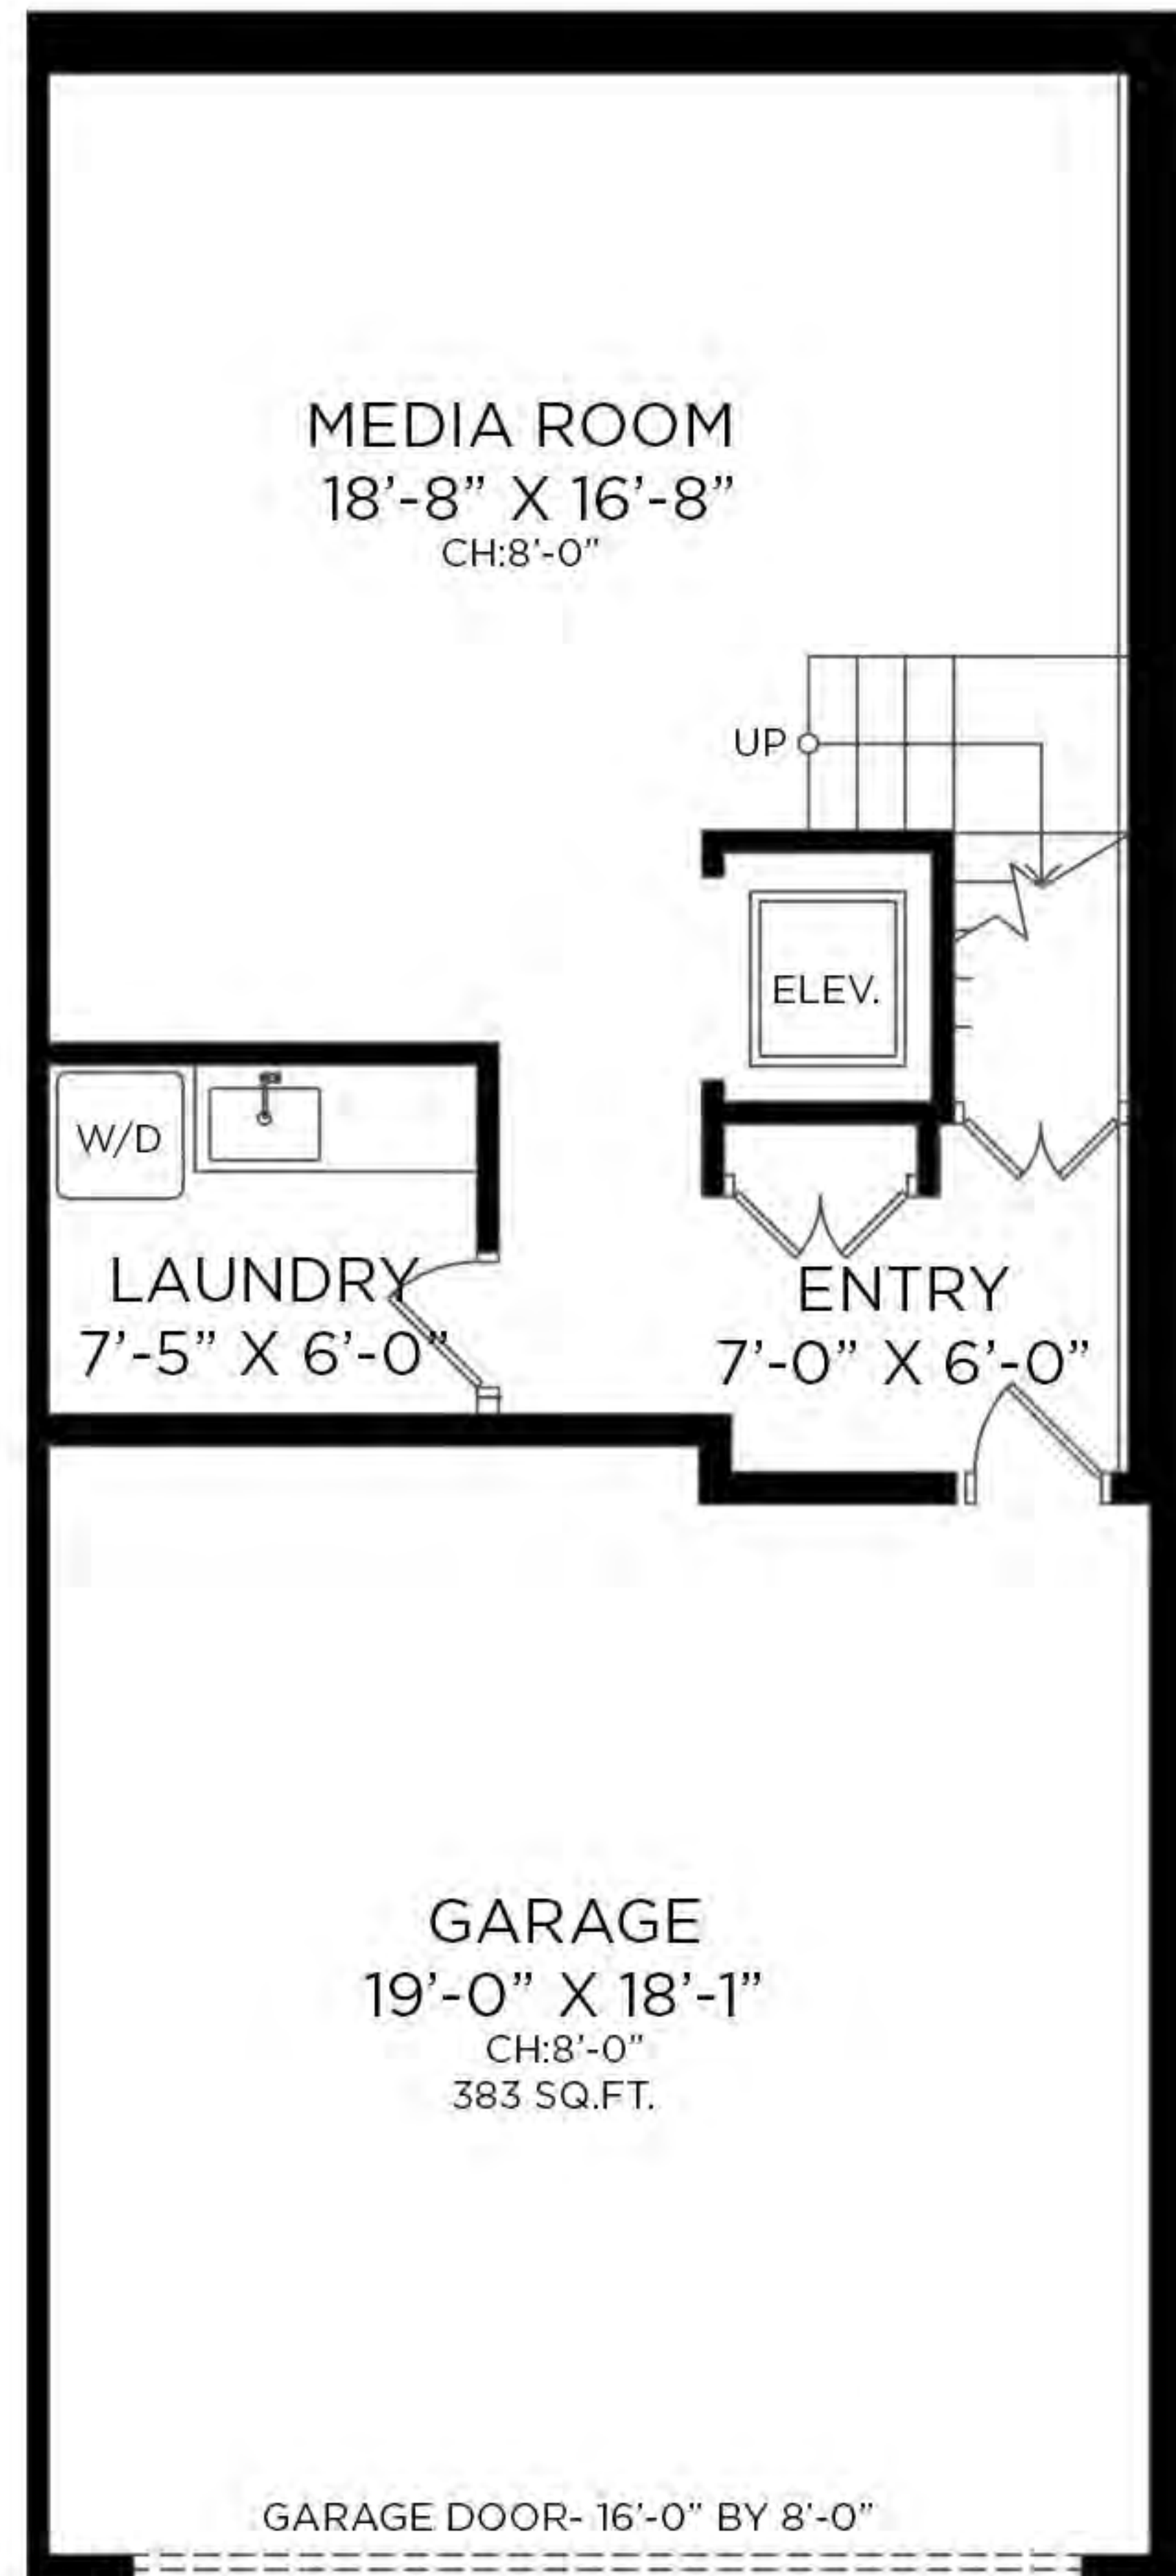 MEDIA ROOM
18’-8” X 16’-8”
CH:8’-0”
UP
ELEV.
W/D
LAUNDRY
7’-5” X 6’-0”
ENTRY
7’-0” X 6’-0”
GARAGE
19’-0” X 18’-1”
CH:8’-0”
383 SQ.FT.
GARAGE DOOR- 16’-0” BY 8’-0”